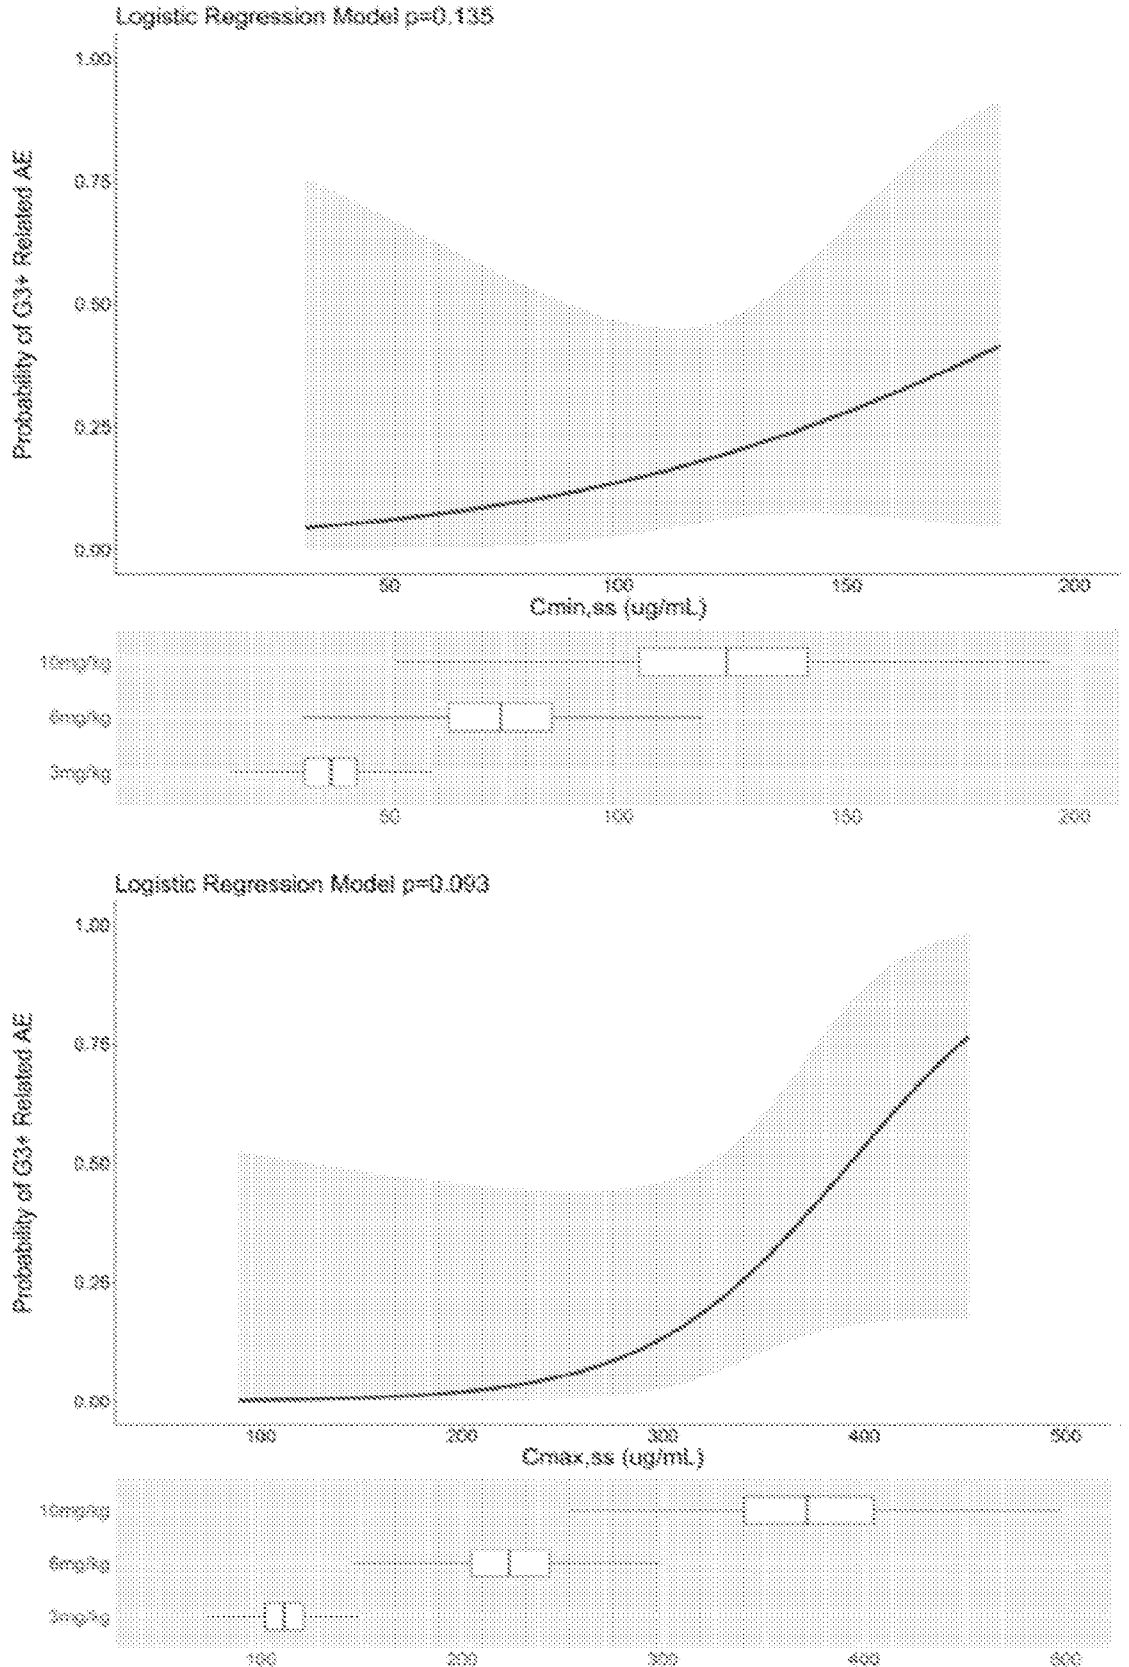 Logistic Regression Model p=0.135
Probability of G3+ Related AE
1.00
0.75
0.50
0.25
0.00
50 100 150 200
Cmin,ss (ug/mL)
10mg/kg
6mg/kg
3mg/kg
50 100 150 200
Logistic Regression Model p=0.093
Probability of G3+ Related AE
1.00
0.75
0.50
0.25
0.00
100 200 300 400 500
Cmax,ss (ug/mL)
10mg/kg
6mg/kg
3mg/kg
100 200 300 400 500